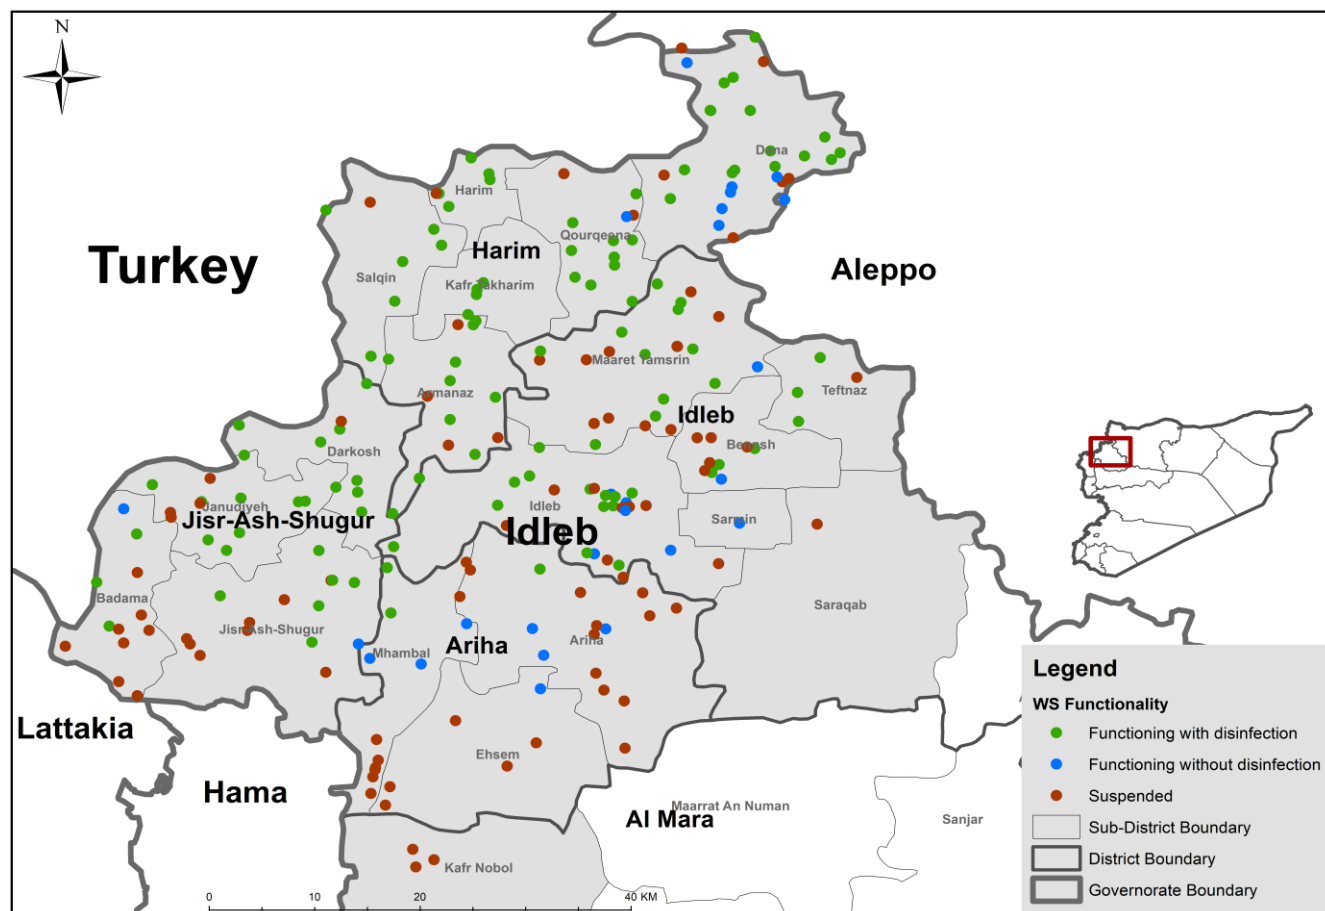 N
Dana
Harim
Turkey
Harim
Qourqeena
Aleppo
Salqin
Kafr Takharim
Maaret Tamsrin
Armanaz
Teftnaz
Idleb
Bennsh
Darkosh
Janudiyeh
Jisr-Ash-Shugur
Idleb
Idleb
Sarmin
Badama
Saraqab
Jisr-Ash-Shugur
Mhambal
Ariha
Ariha
Lattakia
Ehsem
Hama
Al Mara
Maarrat An Numan
Sanjar
Kafr Nobol
0 10 20 40 KM
Legend
WS Functionality
Functioning with disinfection
Functioning without disinfection
Suspended
Sub-District Boundary
District Boundary
Governorate Boundary